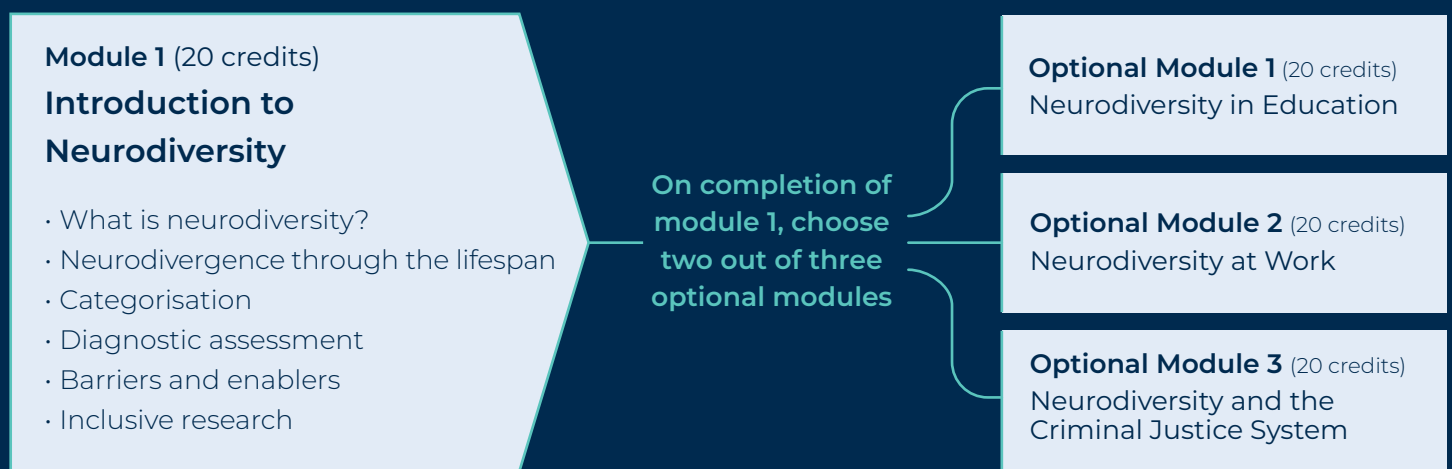 Module 1 (20 credits)
Introduction to
Neurodiversity
· What is neurodiversity?
· Neurodivergence through the lifespan
· Categorisation
· Diagnostic assessment
· Barriers and enablers
· Inclusive research
On completion of
module 1, choose
two out of three
optional modules
Optional Module 1 (20 credits)
Neurodiversity in Education
Optional Module 2 (20 credits)
Neurodiversity at Work
Optional Module 3 (20 credits)
Neurodiversity and the
Criminal Justice System